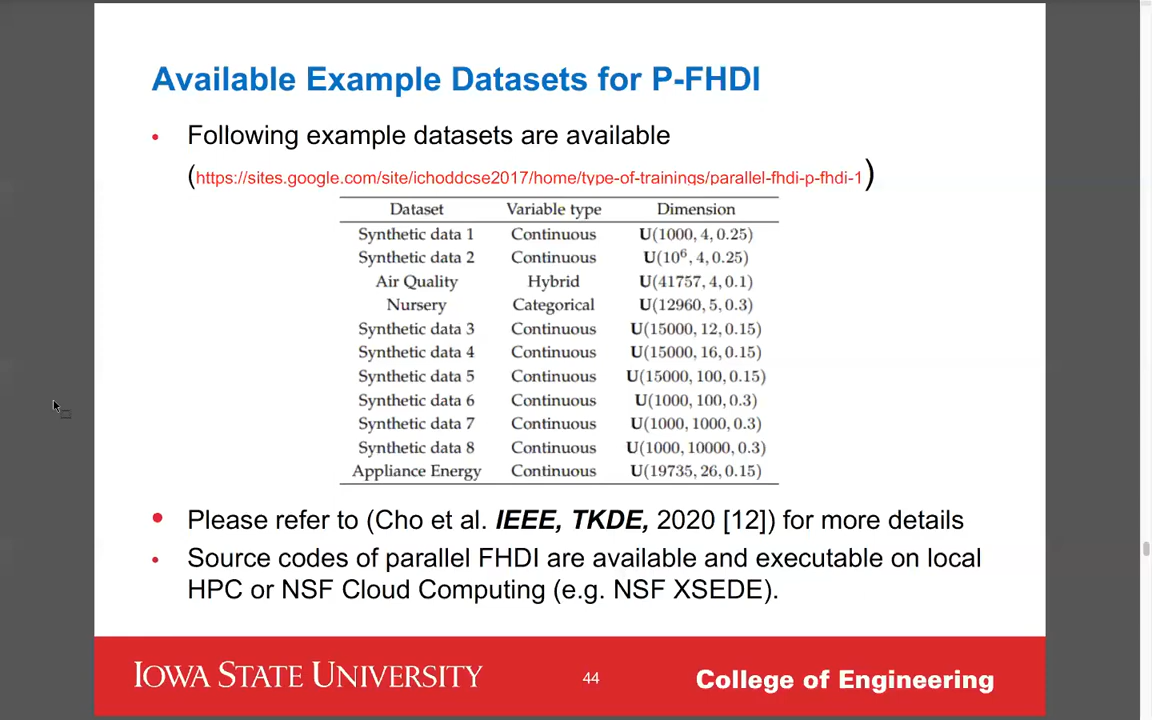 Available Example Datasets for P-FHDI
• Following example datasets are available
(https://sites.google.com/site/ichoddcse2017/home/type-of-trainings/parallel-fhdi-p-fhdi-1)
Dataset Variable type Dimension
Synthetic data 1 Continuous U(1000, 4, 0.25)
Synthetic data 2 Continuous U(10⁶, 4, 0.25)
Air Quality Hybrid U(41757, 4, 0.1)
Nursery Categorical U(12960, 5, 0.3)
Synthetic data 3 Continuous U(15000, 12, 0.15)
Synthetic data 4 Continuous U(15000, 16, 0.15)
Synthetic data 5 Continuous U(15000, 100, 0.15)
Synthetic data 6 Continuous U(1000, 100, 0.3)
Synthetic data 7 Continuous U(1000, 1000, 0.3)
Synthetic data 8 Continuous U(1000, 10000, 0.3)
Appliance Energy Continuous U(19735, 26, 0.15)
• Please refer to (Cho et al. IEEE, TKDE, 2020 [12]) for more details
• Source codes of parallel FHDI are available and executable on local
HPC or NSF Cloud Computing (e.g. NSF XSEDE).
IOWA STATE UNIVERSITY 44 College of Engineering